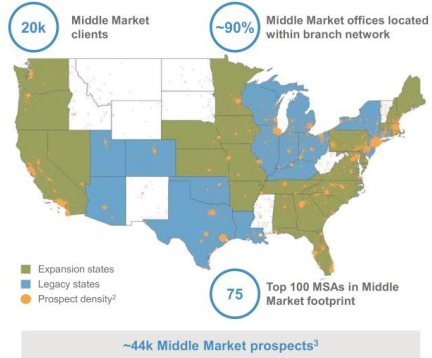 20k
Middle Market
clients
~90%
Middle Market offices located
within branch network
Expansion states
Legacy states
Prospect density2
75
Top 100 MSAs in Middle
Market footprint
~44k Middle Market prospects3